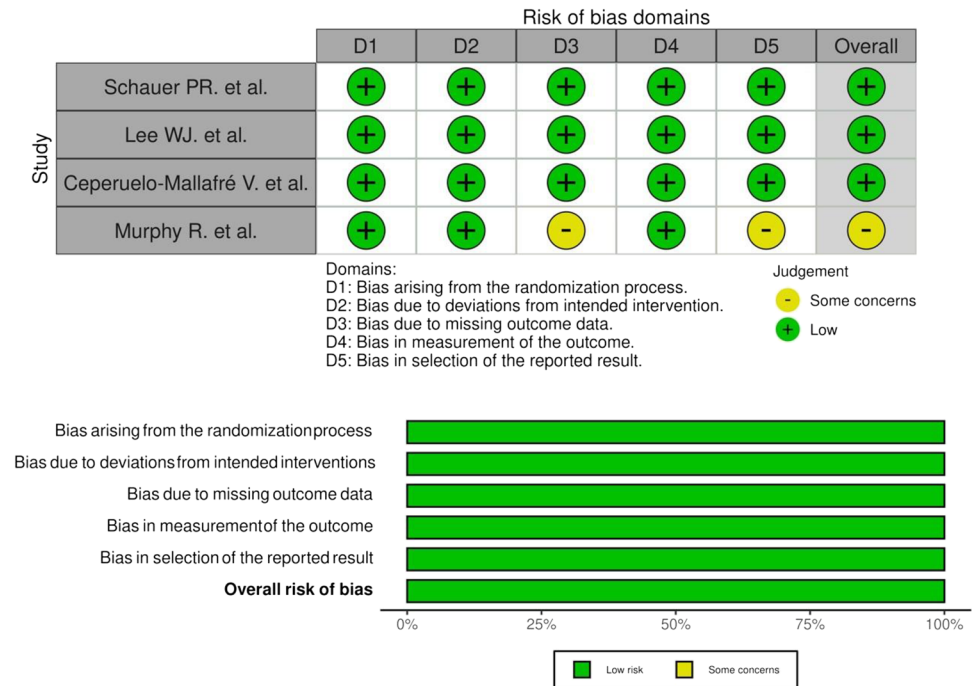 Risk of bias domains
D1 D2 D3 D4 D5 Overall
Study
Schauer PR. et al. + + + + + +
Lee WJ. et al. + + + + + +
Ceperuelo-Mallafré V. et al. + + + + + +
Murphy R. et al. + + - + - -
Domains:
D1: Bias arising from the randomization process.
D2: Bias due to deviations from intended intervention.
D3: Bias due to missing outcome data.
D4: Bias in measurement of the outcome.
D5: Bias in selection of the reported result.
Judgement
- Some concerns
+ Low
Bias arising from the randomizationprocess
Bias due to deviationsfrom intended interventions
Bias due to missing outcome data
Bias in measurementof the outcome
Bias in selectionof the reported result
Overall risk of bias
0% 25% 50% 75% 100%
Low risk Some concerns